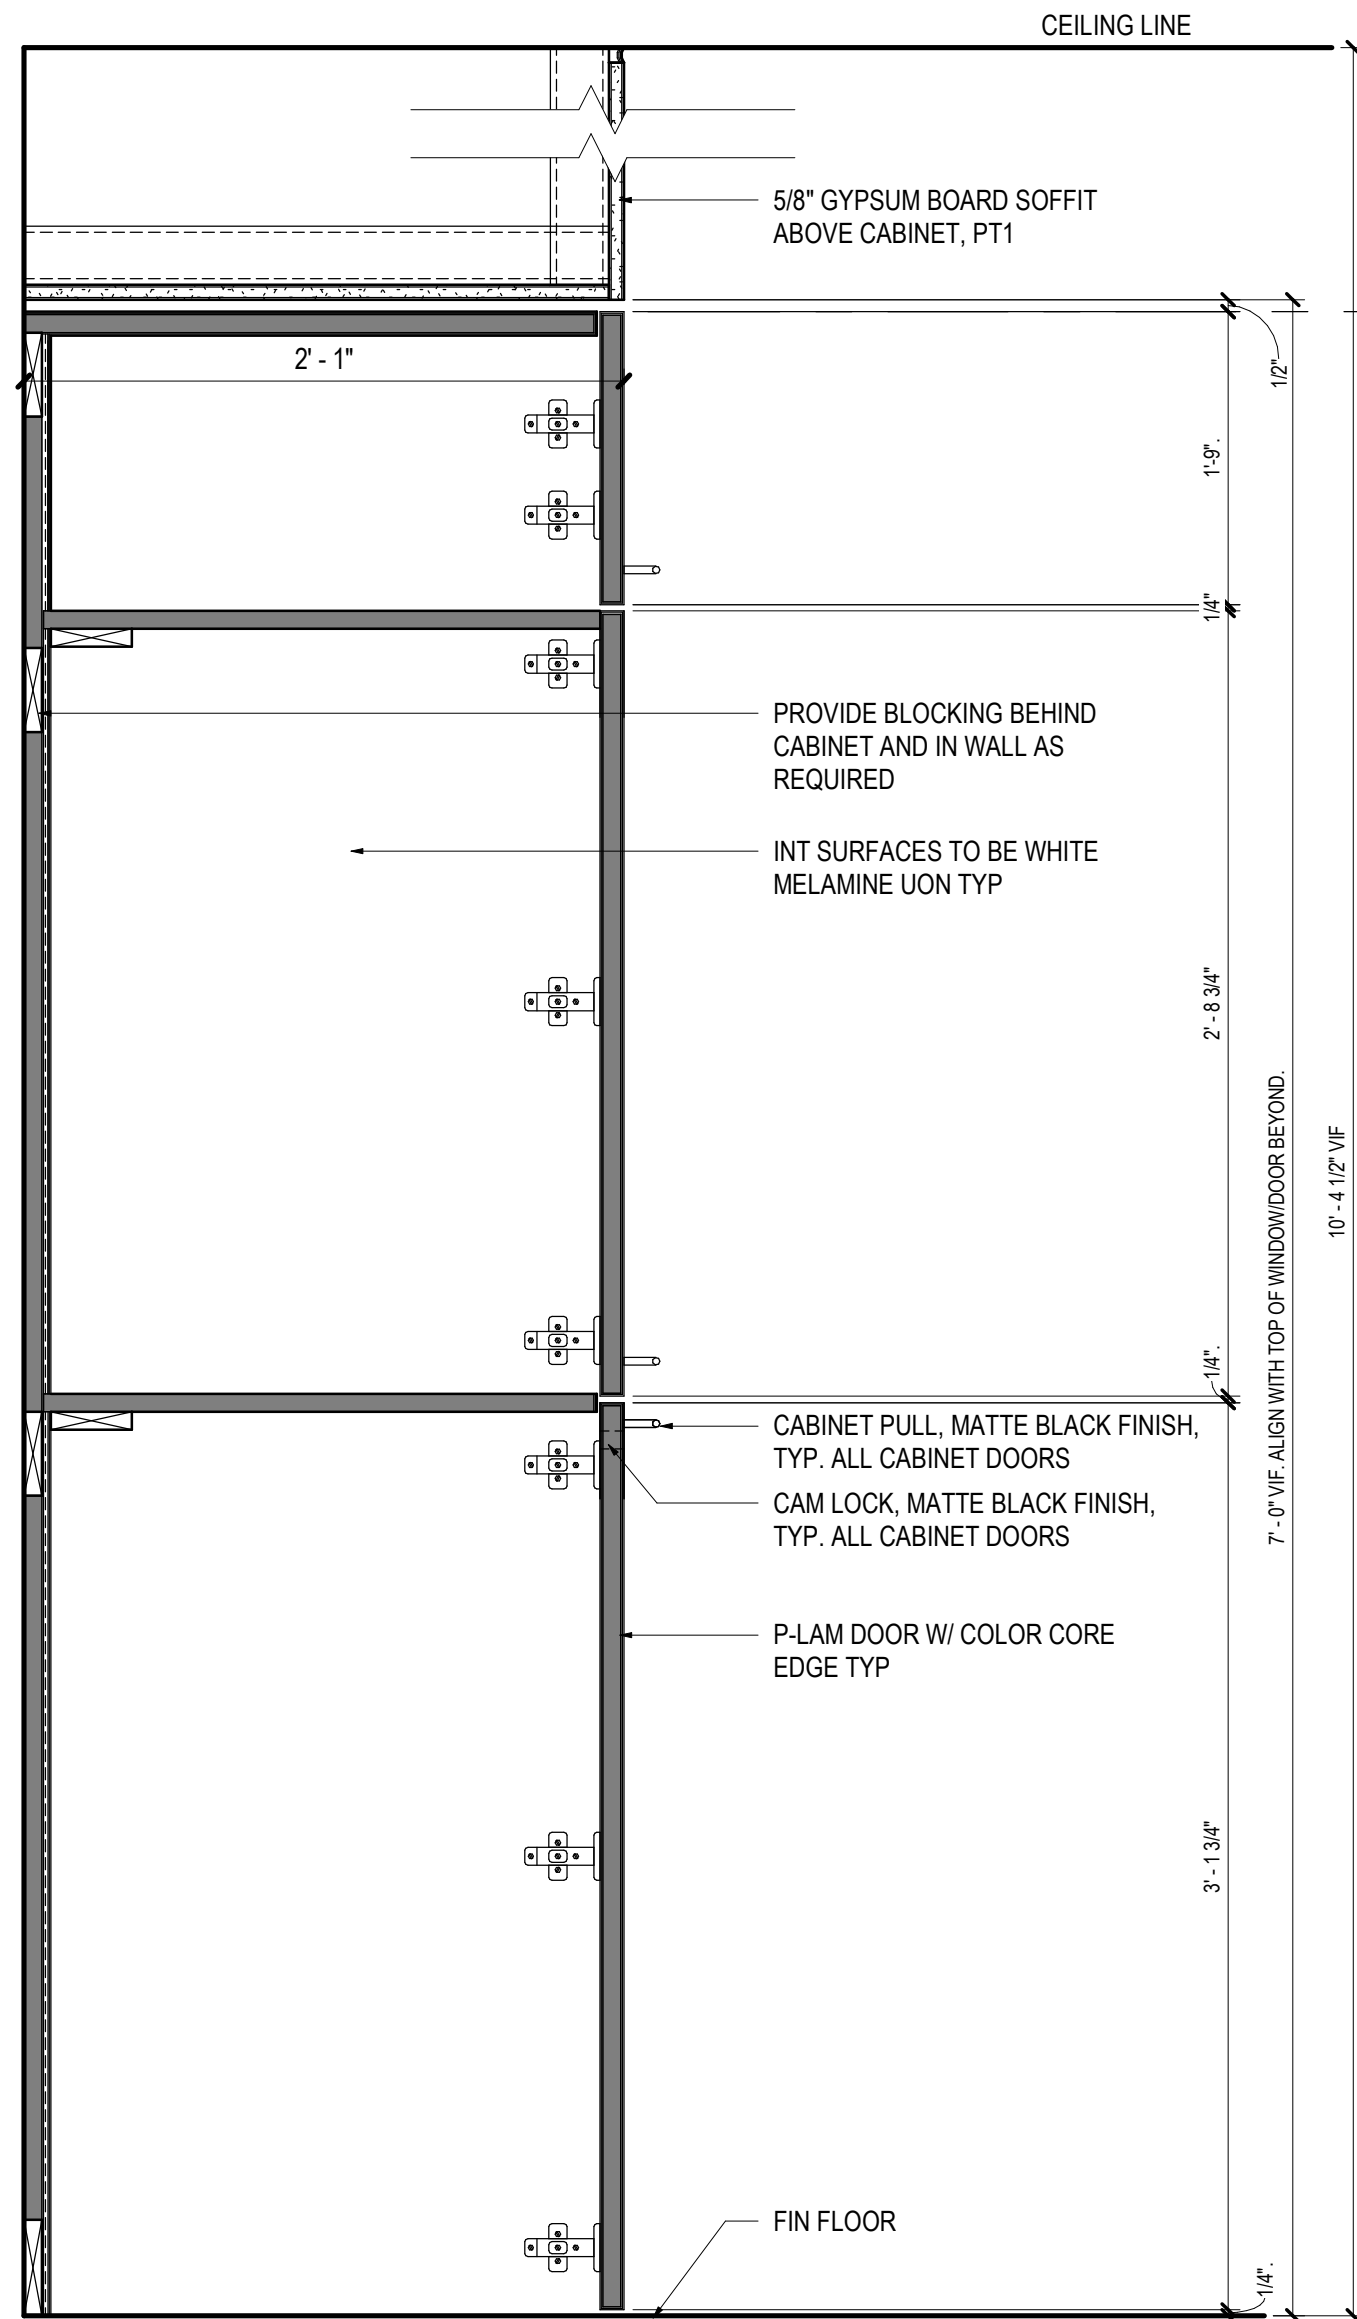 CEILING LINE
5/8" GYPSUM BOARD SOFFIT
ABOVE CABINET, PT1
2' - 1"
1/2"
1'-9".
1/4"
PROVIDE BLOCKING BEHIND
CABINET AND IN WALL AS
REQUIRED
INT SURFACES TO BE WHITE
MELAMINE UON TYP
2' - 8 3/4"
7' - 0" VIF. ALIGN WITH TOP OF WINDOW/DOOR BEYOND.
10' - 4 1/2" VIF
1/4".
CABINET PULL, MATTE BLACK FINISH,
TYP. ALL CABINET DOORS
CAM LOCK, MATTE BLACK FINISH,
TYP. ALL CABINET DOORS
P-LAM DOOR W/ COLOR CORE
EDGE TYP
3' - 1 3/4"
FIN FLOOR
1/4".